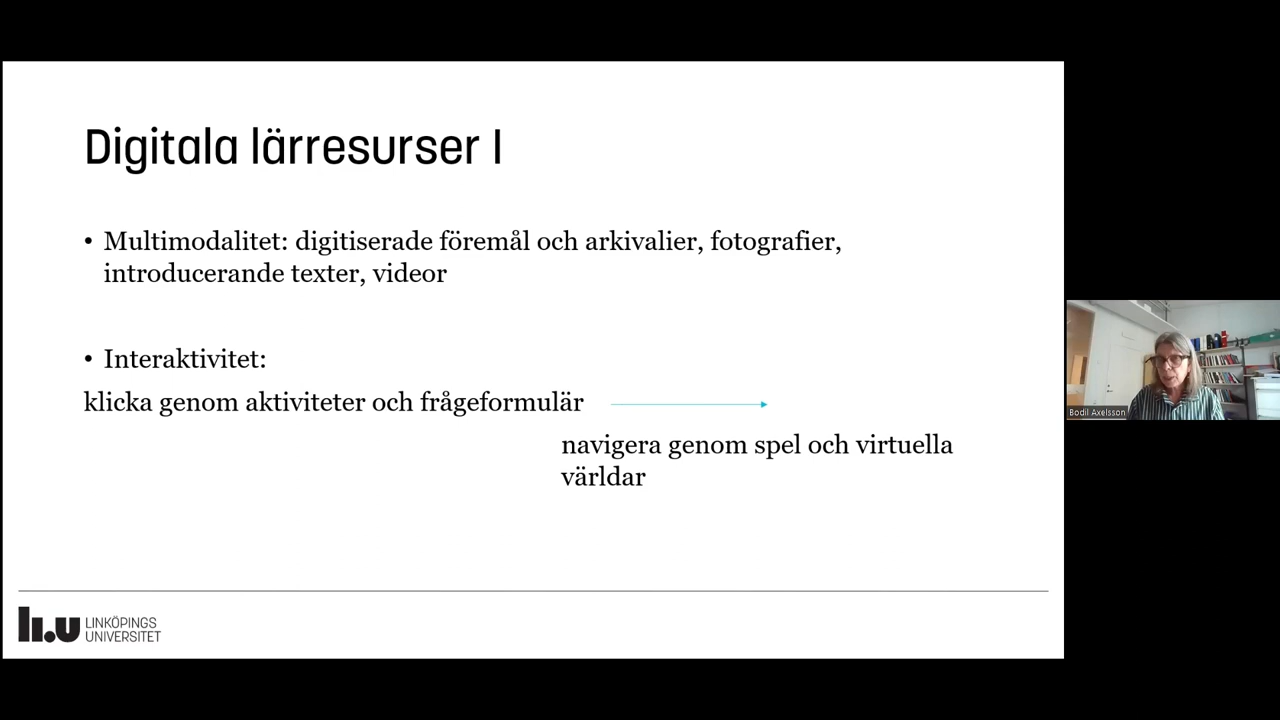 Digitala lärresurser I
• Multimodalitet: digitiserade föremål och arkivalier, fotografier,
introducerande texter, videor
• Interaktivitet:
klicka genom aktiviteter och frågeformulär
navigera genom spel och virtuella
världar
li.u LINKÖPINGS
UNIVERSITET
Bodil Axelsson